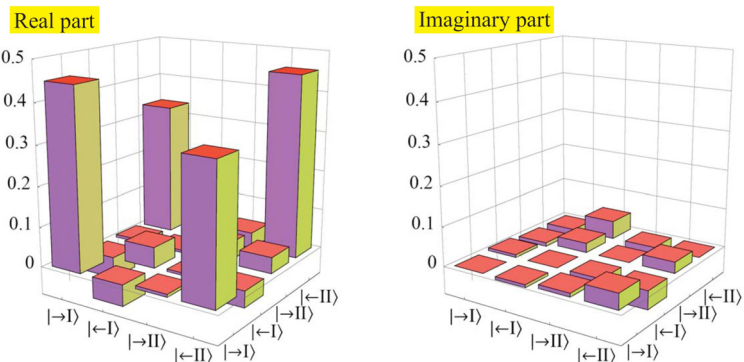 Real part
0.5
0.4
0.3
0.2
0.1
0
|→I⟩
|←I⟩
|→II⟩
|←II⟩
|→I⟩
|←I⟩
|→II⟩
|←II⟩
Imaginary part
0.5
0.4
0.3
0.2
0.1
0
|→I⟩
|←I⟩
|→II⟩
|←II⟩
|→I⟩
|←I⟩
|→II⟩
|←II⟩